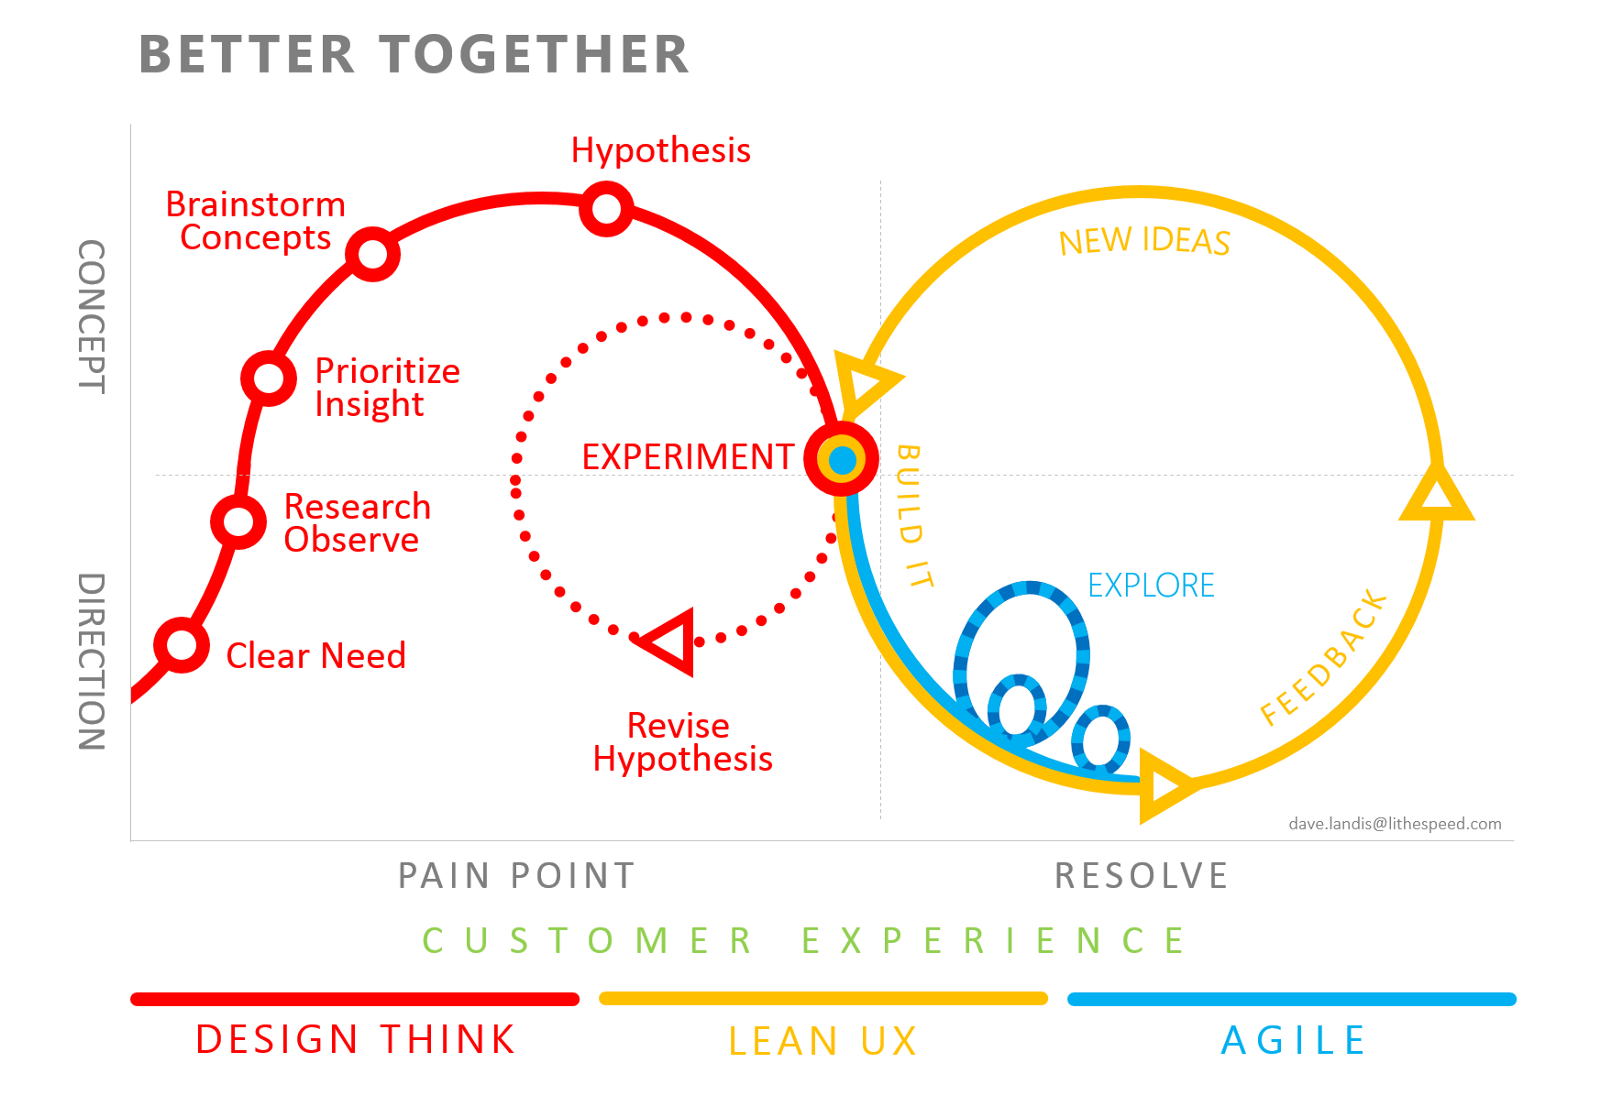 BETTER TOGETHER
Hypothesis
Brainstorm
Concepts
NEW IDEAS
CONCEPT
Prioritize
Insight
EXPERIMENT
BUILD IT
Research
Observe
EXPLORE
FEEDBACK
DIRECTION
Clear Need
Revise
Hypothesis
dave.landis@lithespeed.com
PAIN POINT
RESOLVE
CUSTOMER EXPERIENCE
DESIGN THINK
LEAN UX
AGILE